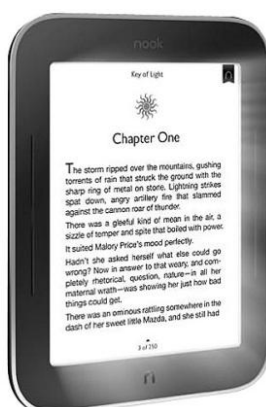 nook
Key of Light
Chapter One
The storm ripped over the mountains, gushing
torrents of rain that struck the ground with the
sharp ring of metal on stone. Lightning strikes
spat down, angry artillery fire that slammed
against the cannon roar of thunder.
There was a gleeful kind of mean in the air, a
sizzle of temper and spite that boiled with power.
It suited Malory Price's mood perfectly.
Hadn't she asked herself what else could go
wrong? Now in answer to that weary, and com-
pletely rhetorical, question, nature—in all her
maternal wrath—was showing her just how bad
things could get.
There was an ominous rattling somewhere in the
dash of her sweet little Mazda, and she still had
3 of 250